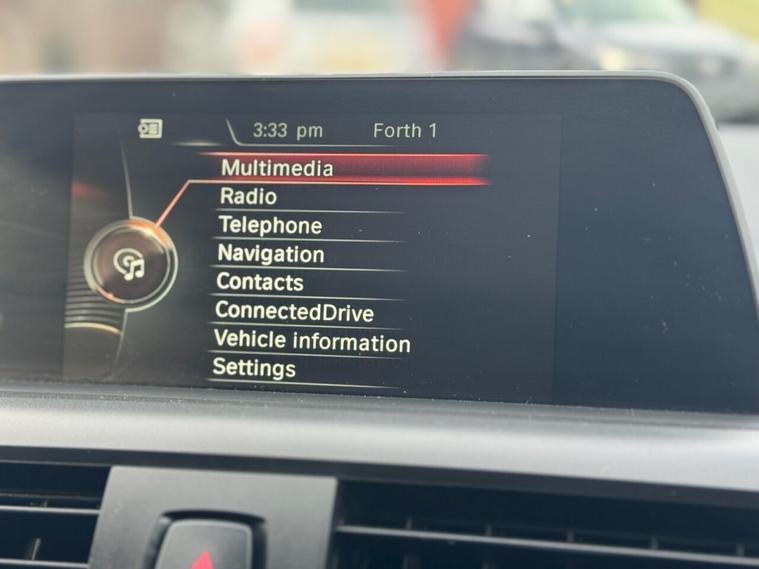 3:33 pm Forth 1
Multimedia
Radio
Telephone
Navigation
Contacts
ConnectedDrive
Vehicle information
Settings